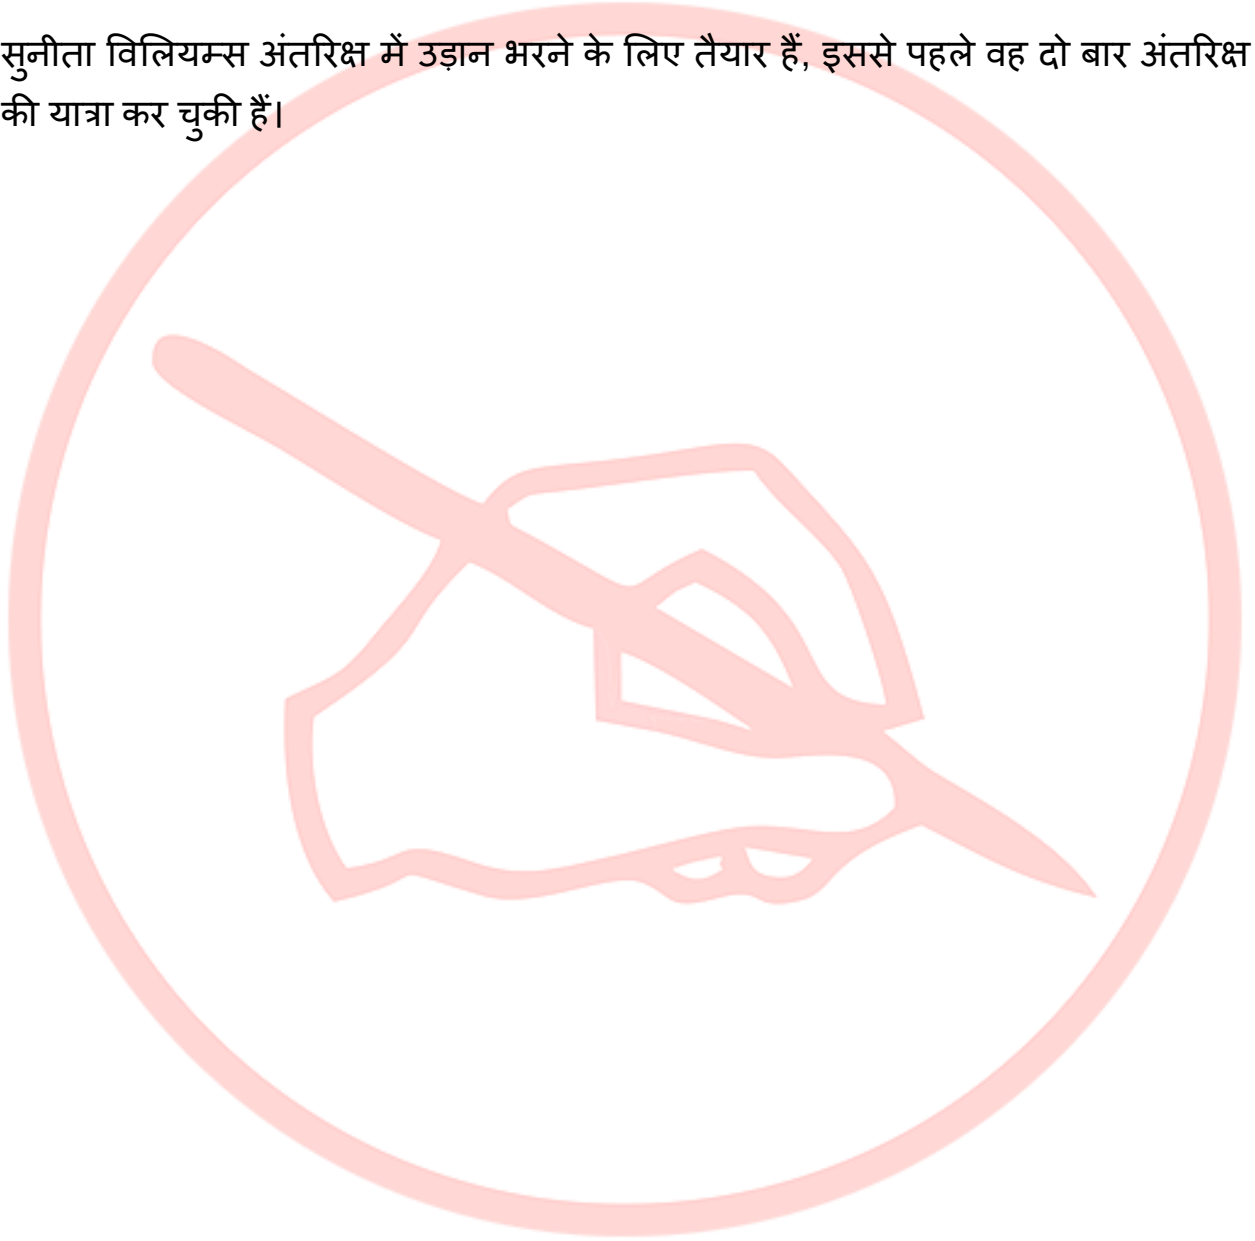 सुनीता विलियम्स अंतरिक्ष में उड़ान भरने के लिए तैयार हैं, इससे पहले वह दो बार अंतरिक्ष
की यात्रा कर चुकी हैं।